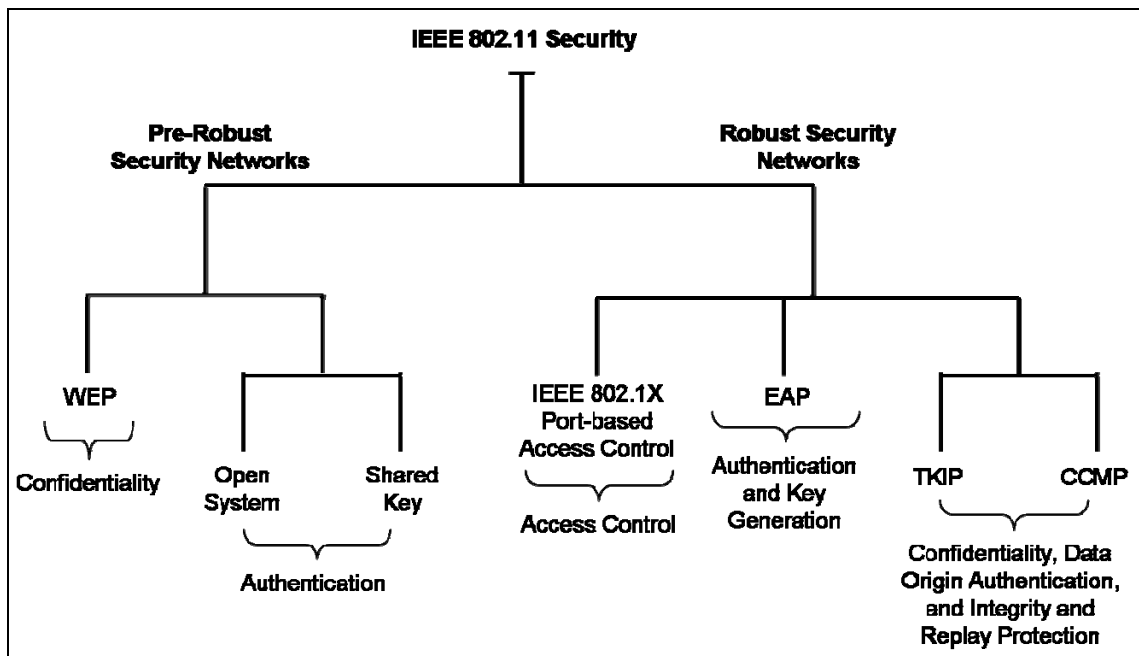 IEEE 802.11 Security
Pre-Robust
Security Networks
Robust Security
Networks
WEP
Confidentiality
Open
System
Shared
Key
Authentication
IEEE 802.1X
Port-based
Access Control
Access Control
EAP
Authentication
and Key
Generation
TKIP
CCMP
Confidentiality, Data
Origin Authentication,
and Integrity and
Replay Protection